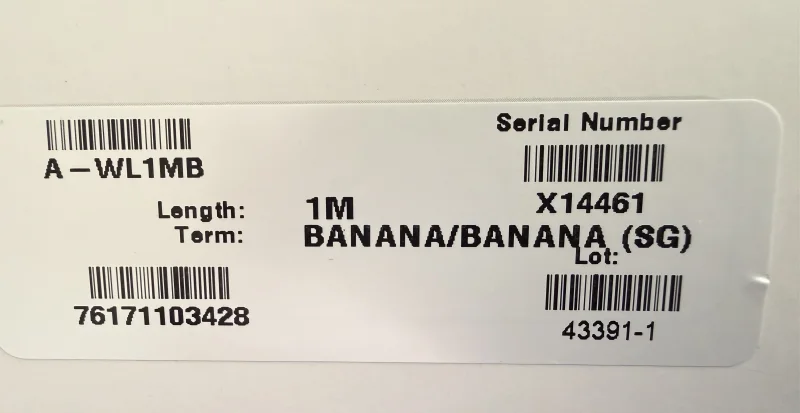 Serial Number
A-WL1MB
X14461
Length: 1M
Term: BANANA/BANANA (SG)
Lot:
76171103428
43391-1